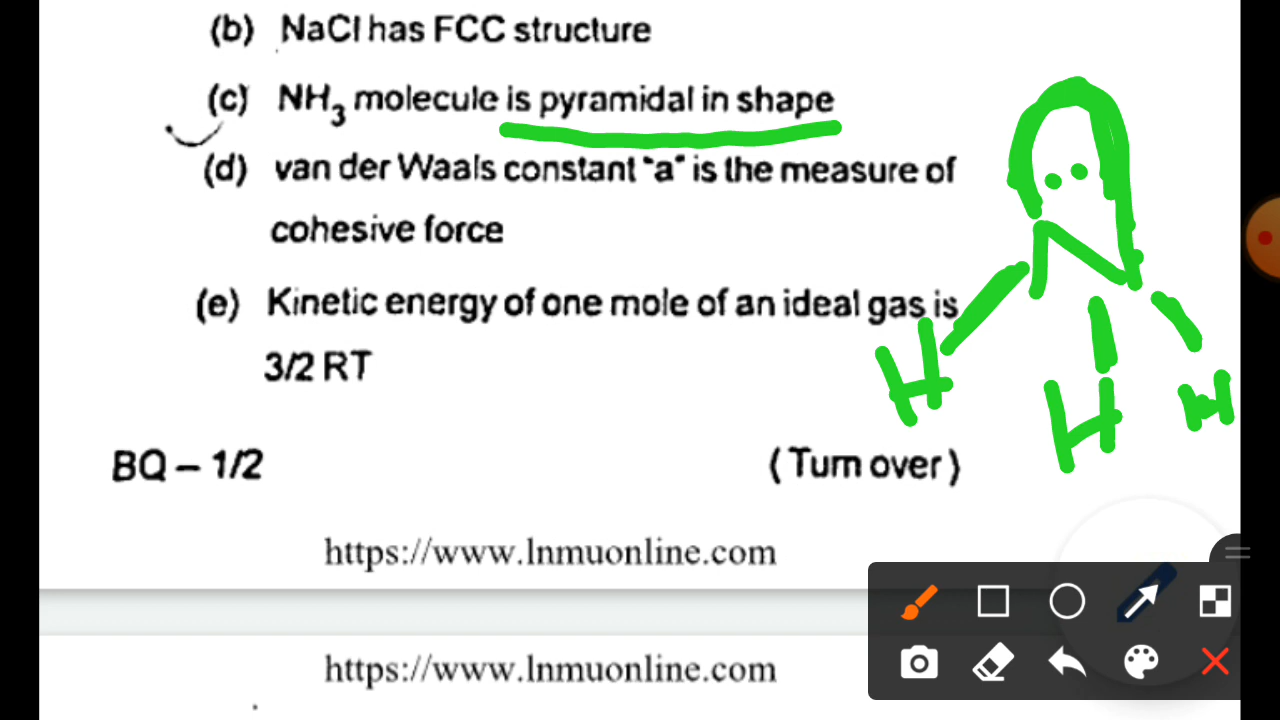 (b) NaCl has FCC structure
(c) NH₃ molecule is pyramidal in shape
(d) van der Waals constant "a" is the measure of
cohesive force
(e) Kinetic energy of one mole of an ideal gas is
3/2 RT
N
H H H
BQ – 1/2 (Turn over)
https://www.lnmuonline.com
https://www.lnmuonline.com